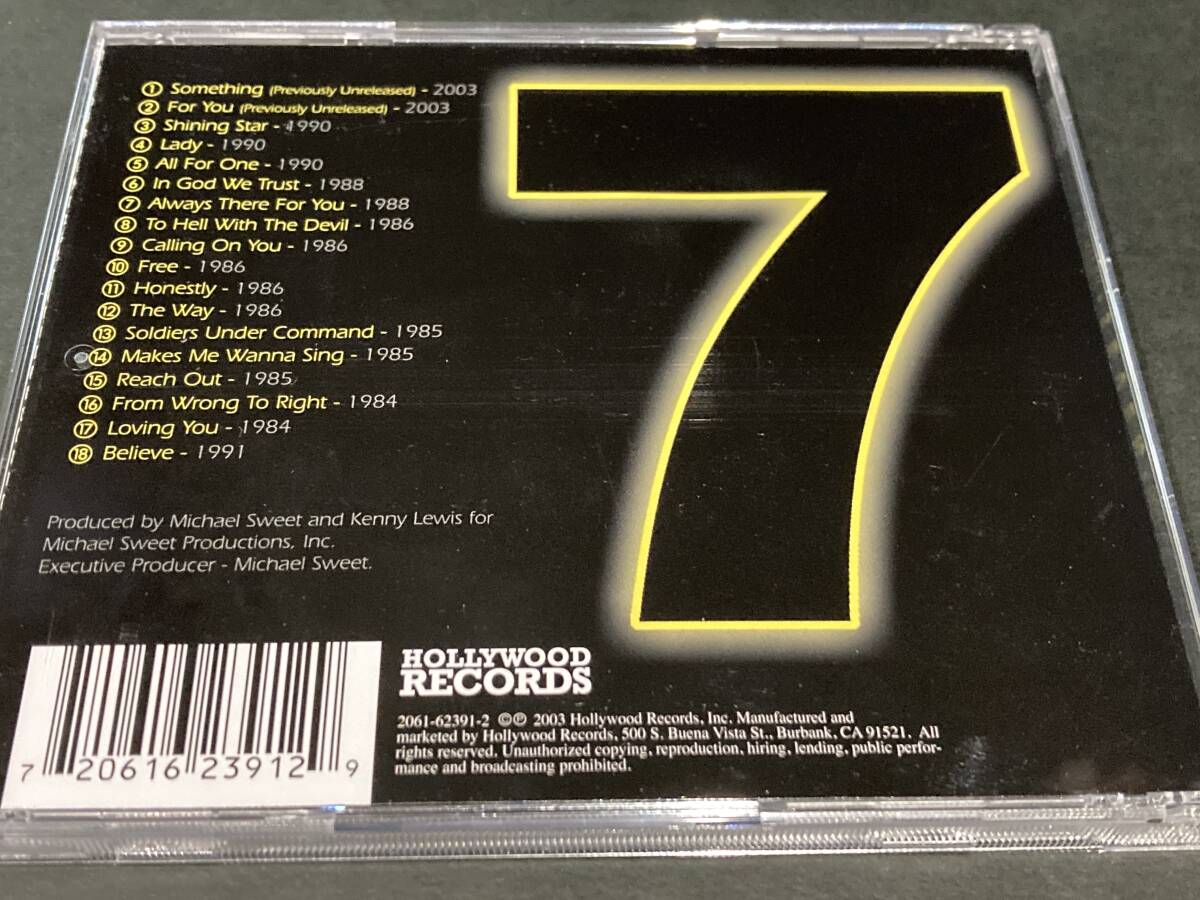 ① Something (Previously Unreleased) - 2003
② For You (Previously Unreleased) - 2003
③ Shining Star - 1990
④ Lady - 1990
⑤ All For One - 1990
⑥ In God We Trust - 1988
⑦ Always There For You - 1988
⑧ To Hell With The Devil - 1986
⑨ Calling On You - 1986
⑩ Free - 1986
⑪ Honestly - 1986
⑫ The Way - 1986
⑬ Soldiers Under Command - 1985
⑭ Makes Me Wanna Sing - 1985
⑮ Reach Out - 1985
⑯ From Wrong To Right - 1984
⑰ Loving You - 1984
⑱ Believe - 1991
7
Produced by Michael Sweet and Kenny Lewis for
Michael Sweet Productions, Inc.
Executive Producer - Michael Sweet.
HOLLYWOOD
RECORDS
2061-62391-2 ©℗ 2003 Hollywood Records, Inc. Manufactured and
marketed by Hollywood Records, 500 S. Buena Vista St., Burbank, CA 91521. All
rights reserved. Unauthorized copying, reproduction, hiring, lending, public perfor-
mance and broadcasting prohibited.
7 20616 23912 9